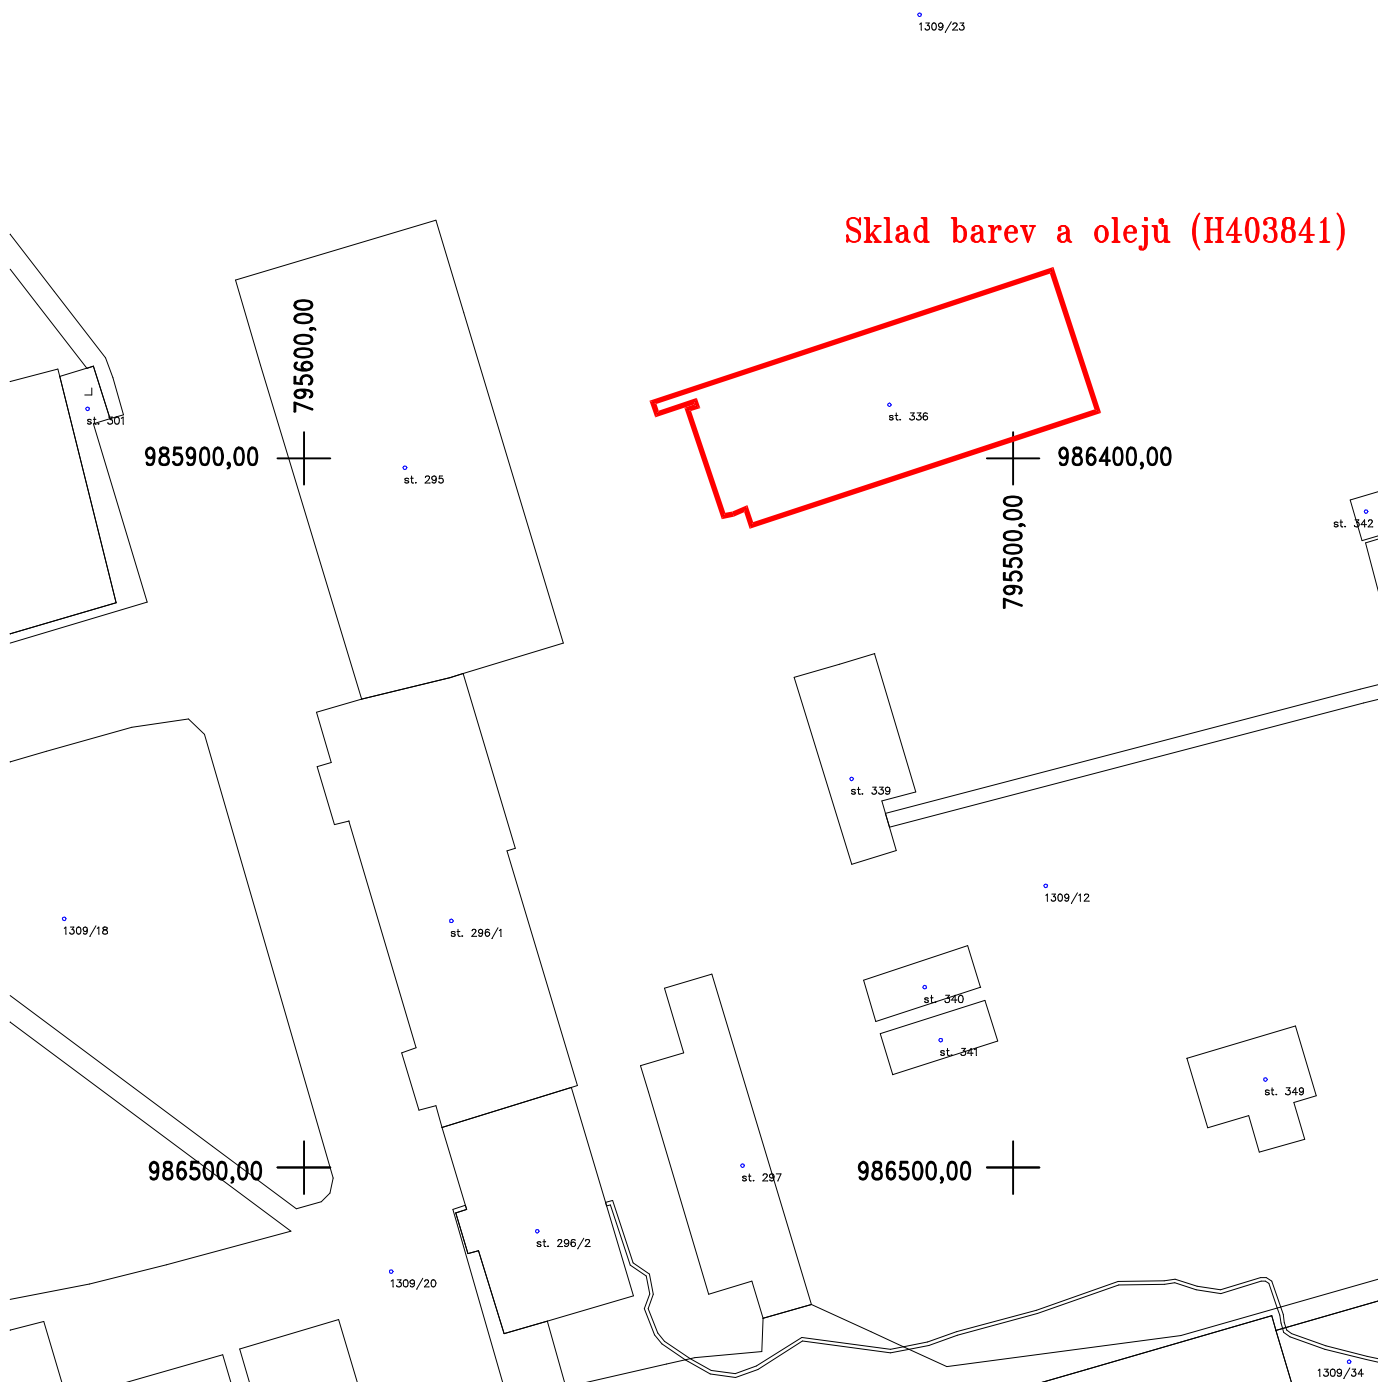 1309/23
Sklad barev a olejů (H403841)
795600,00
st. 301
st. 336
985900,00
986400,00
st. 295
795500,00
st. 342
st. 339
1309/12
1309/18
st. 296/1
st. 340
st. 341
st. 349
986500,00
986500,00
st. 297
st. 296/2
1309/20
1309/34